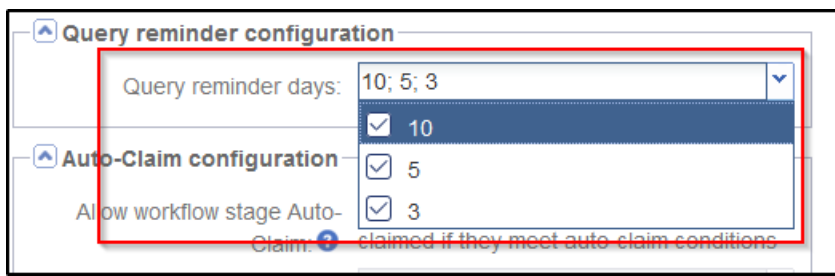 Query reminder configuration
Query reminder days: 10; 5; 3
10
5
Auto-Claim configuration
3
Allow workflow stage Auto-
Claim: ? claimed if they meet auto-claim conditions